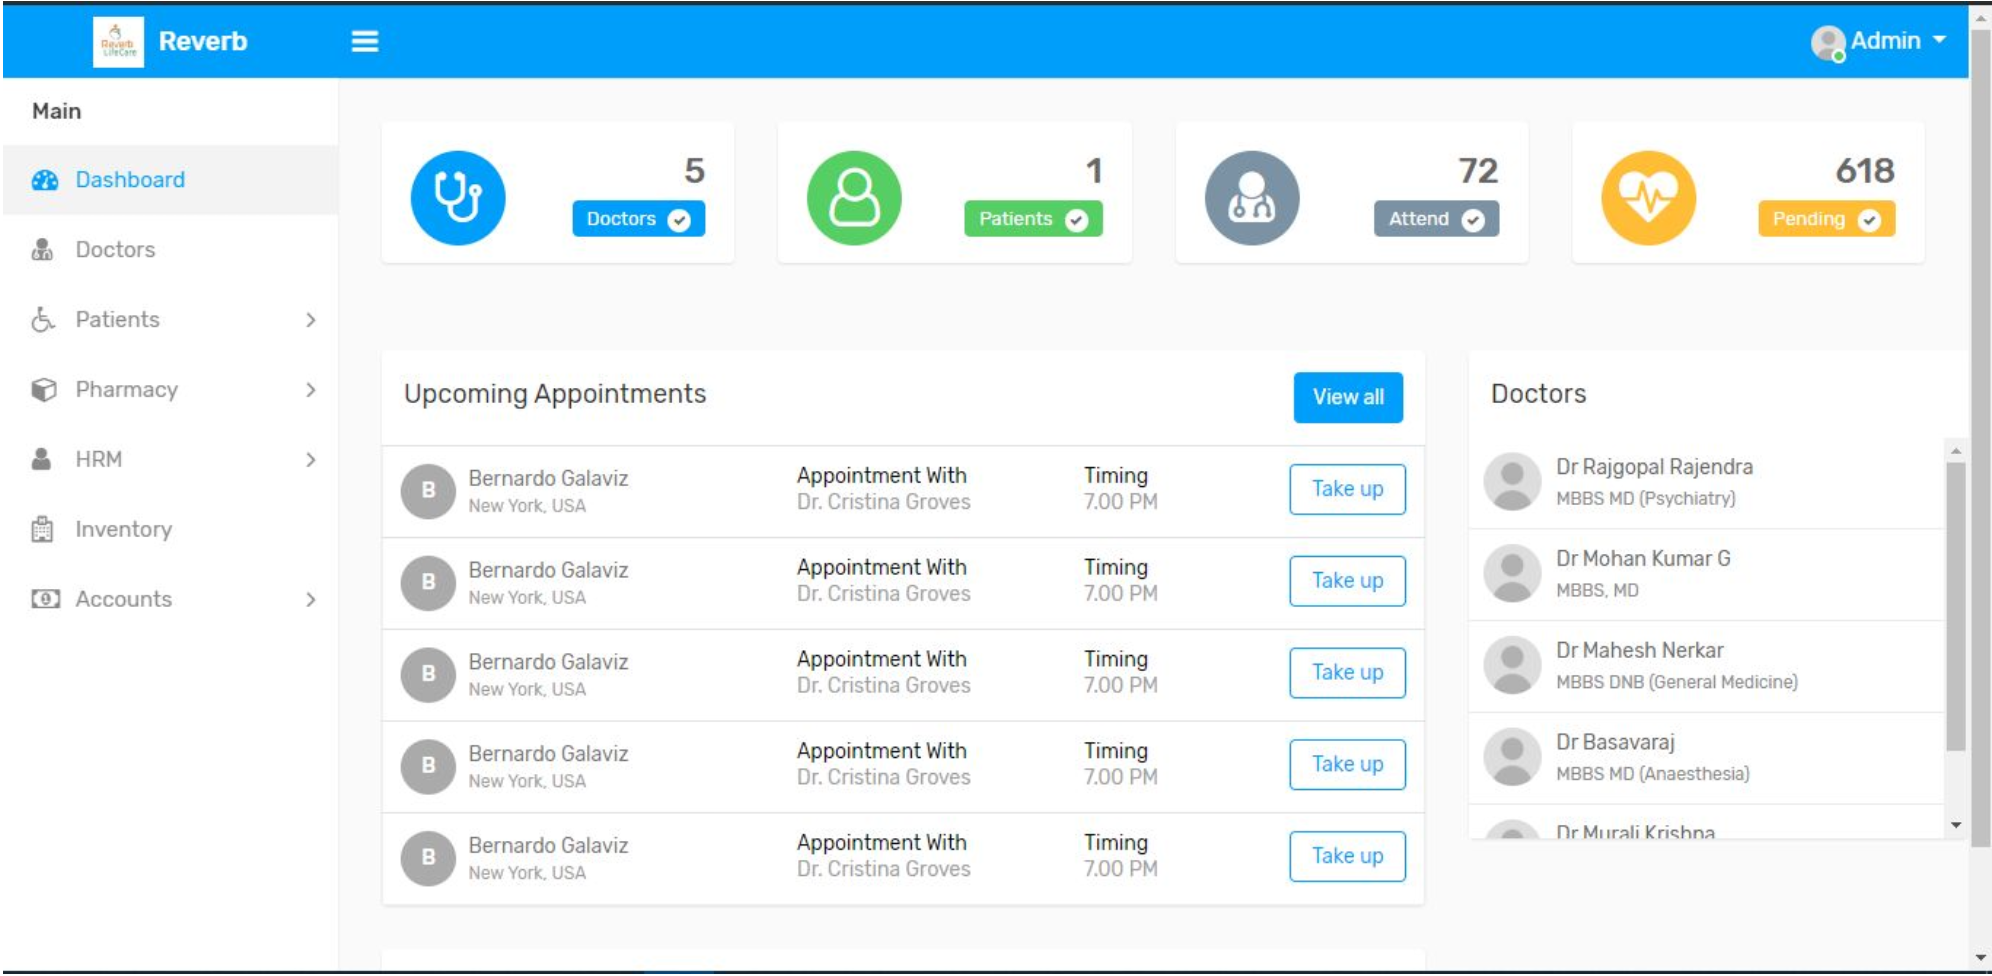 Reverb LifeCare
Reverb
Admin
Main
Dashboard
Doctors
Patients
Pharmacy
HRM
Inventory
Accounts
5
Doctors
1
Patients
72
Attend
618
Pending
Upcoming Appointments
View all
B
Bernardo Galaviz
New York, USA
Appointment With
Dr. Cristina Groves
Timing
7.00 PM
Take up
B
Bernardo Galaviz
New York, USA
Appointment With
Dr. Cristina Groves
Timing
7.00 PM
Take up
B
Bernardo Galaviz
New York, USA
Appointment With
Dr. Cristina Groves
Timing
7.00 PM
Take up
B
Bernardo Galaviz
New York, USA
Appointment With
Dr. Cristina Groves
Timing
7.00 PM
Take up
B
Bernardo Galaviz
New York, USA
Appointment With
Dr. Cristina Groves
Timing
7.00 PM
Take up
Doctors
Dr Rajgopal Rajendra
MBBS MD (Psychiatry)
Dr Mohan Kumar G
MBBS, MD
Dr Mahesh Nerkar
MBBS DNB (General Medicine)
Dr Basavaraj
MBBS MD (Anaesthesia)
Dr Murali Krishna